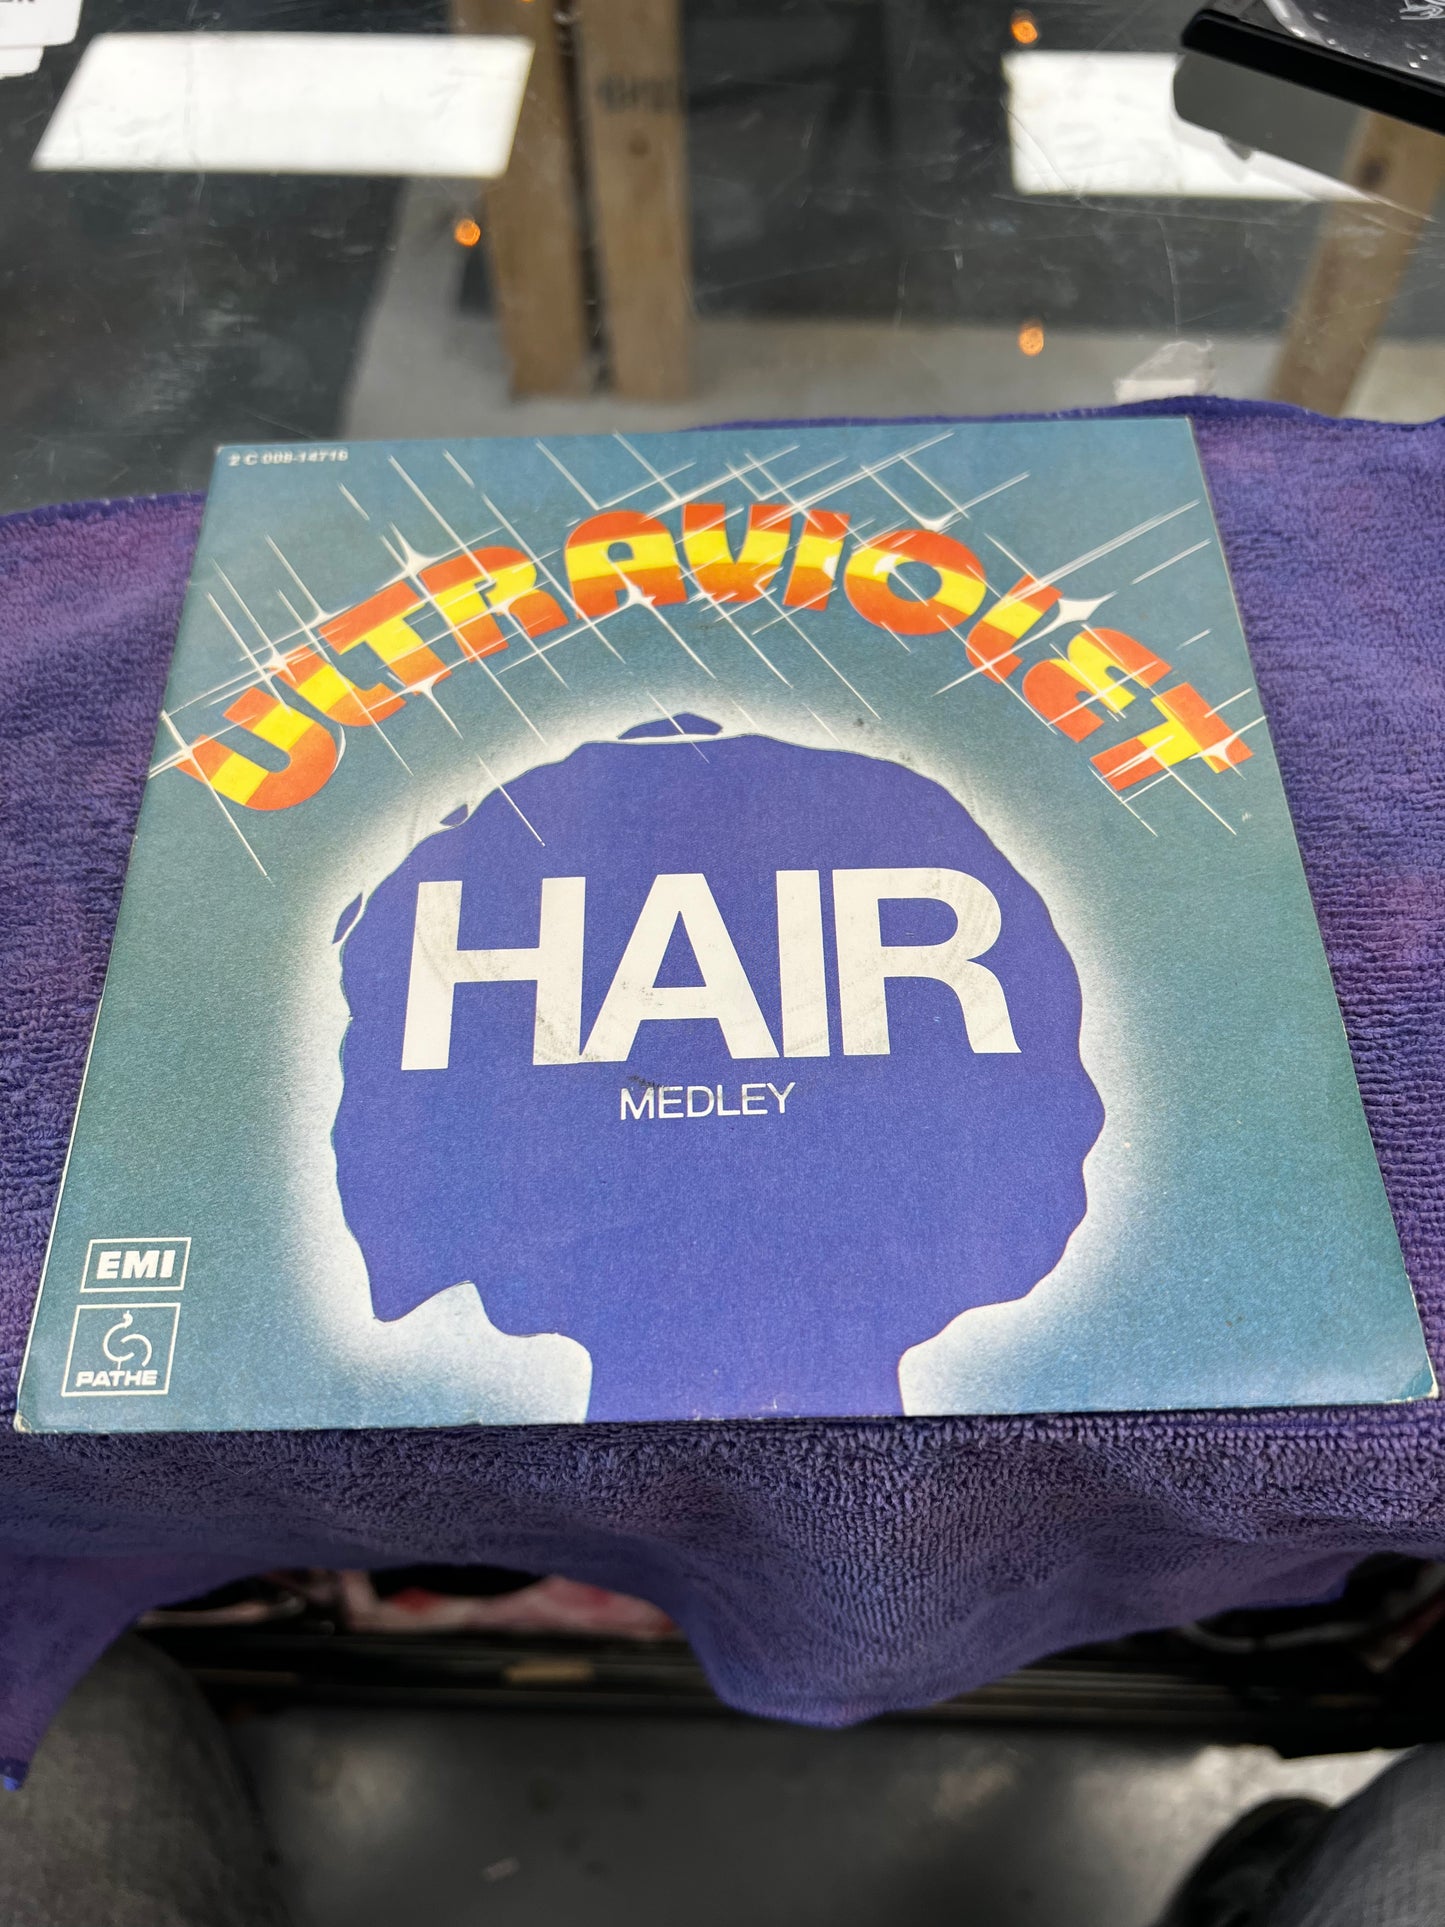 2 C 008-14716
ULTRAVIOLET
HAIR
MEDLEY
EMI
PATHE